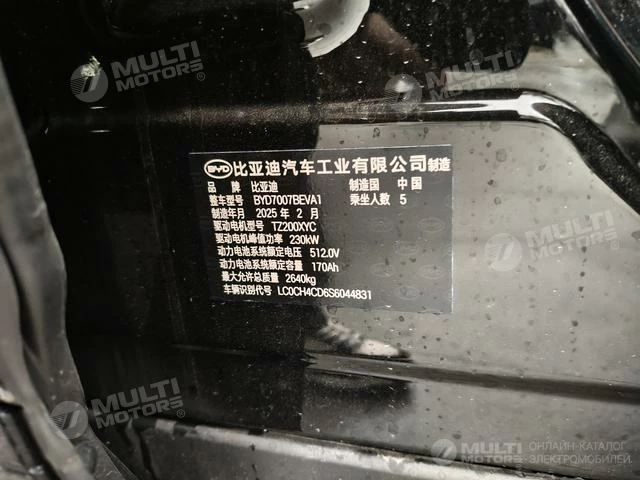 MULTI
MOTORS
MULTI
MOTORS
BYD 比亚迪汽车工业有限公司制造
品 牌 比亚迪 制造国 中国
整车型号 BYD7007BEVA1 乘坐人数 5
制造年月 2025 年 2 月
驱动电机型号 TZ200XYC
驱动电机峰值功率 230kW
动力电池系统额定电压 512.0V
动力电池系统额定容量 170Ah
最大允许总质量 2640kg
车辆识别代号 LC0CH4CD6S6044831
MULTI
MOTORS
MULTI
MOTORS
ОНЛАЙН-КАТАЛОГ
ЭЛЕКТРОМОБИЛЕЙ